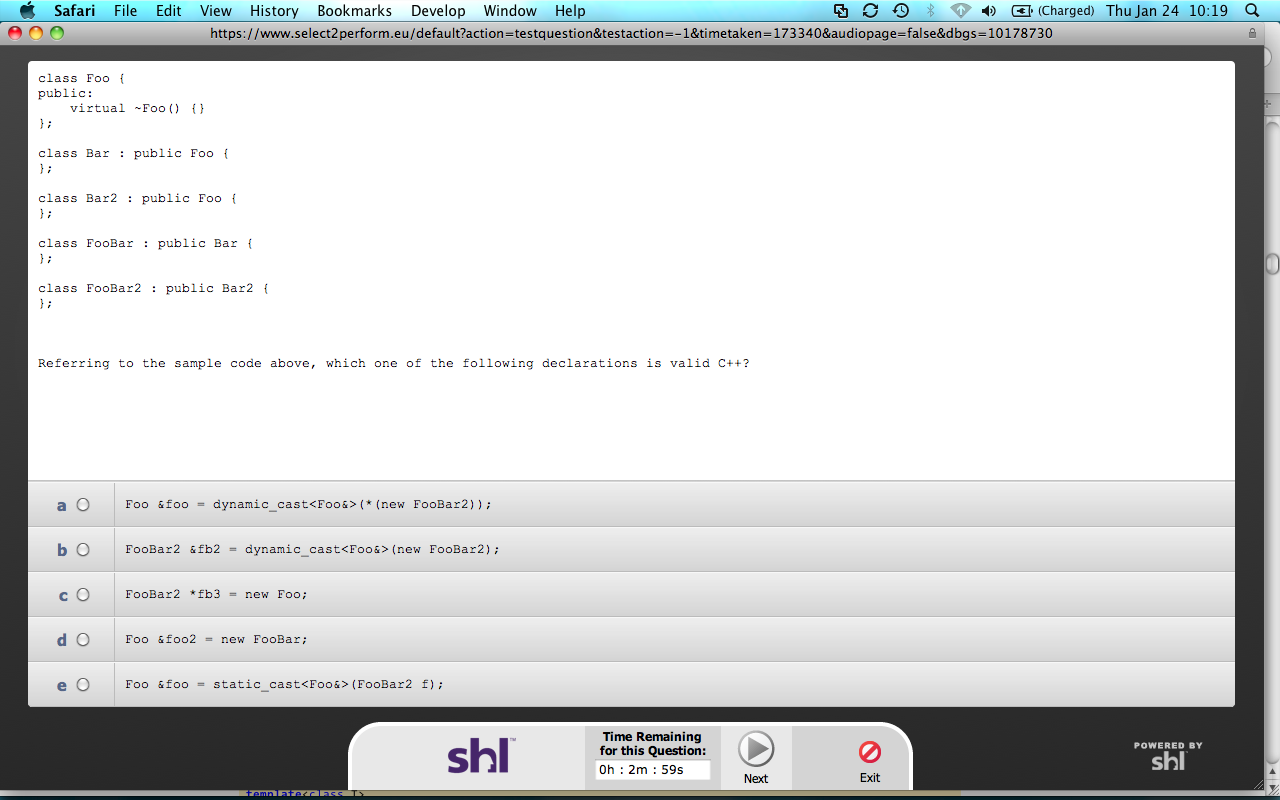 Safari File Edit View History Bookmarks Develop Window Help (Charged) Thu Jan 24 10:19
https://www.select2perform.eu/default?action=testquestion&testaction=-1&timetaken=173340&audiopage=false&dbgs=10178730
class Foo {
public:
    virtual ~Foo() {}
};
class Bar : public Foo {
};
class Bar2 : public Foo {
};
class FooBar : public Bar {
};
class FooBar2 : public Bar2 {
};
Referring to the sample code above, which one of the following declarations is valid C++?
a Foo &foo = dynamic_cast<Foo&>(*(new FooBar2));
b FooBar2 &fb2 = dynamic_cast<Foo&>(new FooBar2);
c FooBar2 *fb3 = new Foo;
d Foo &foo2 = new FooBar;
e Foo &foo = static_cast<Foo&>(FooBar2 f);
shl™
Time Remaining
for this Question:
0h : 2m : 59s
Next
Exit
POWERED BY
shl
template<class T>